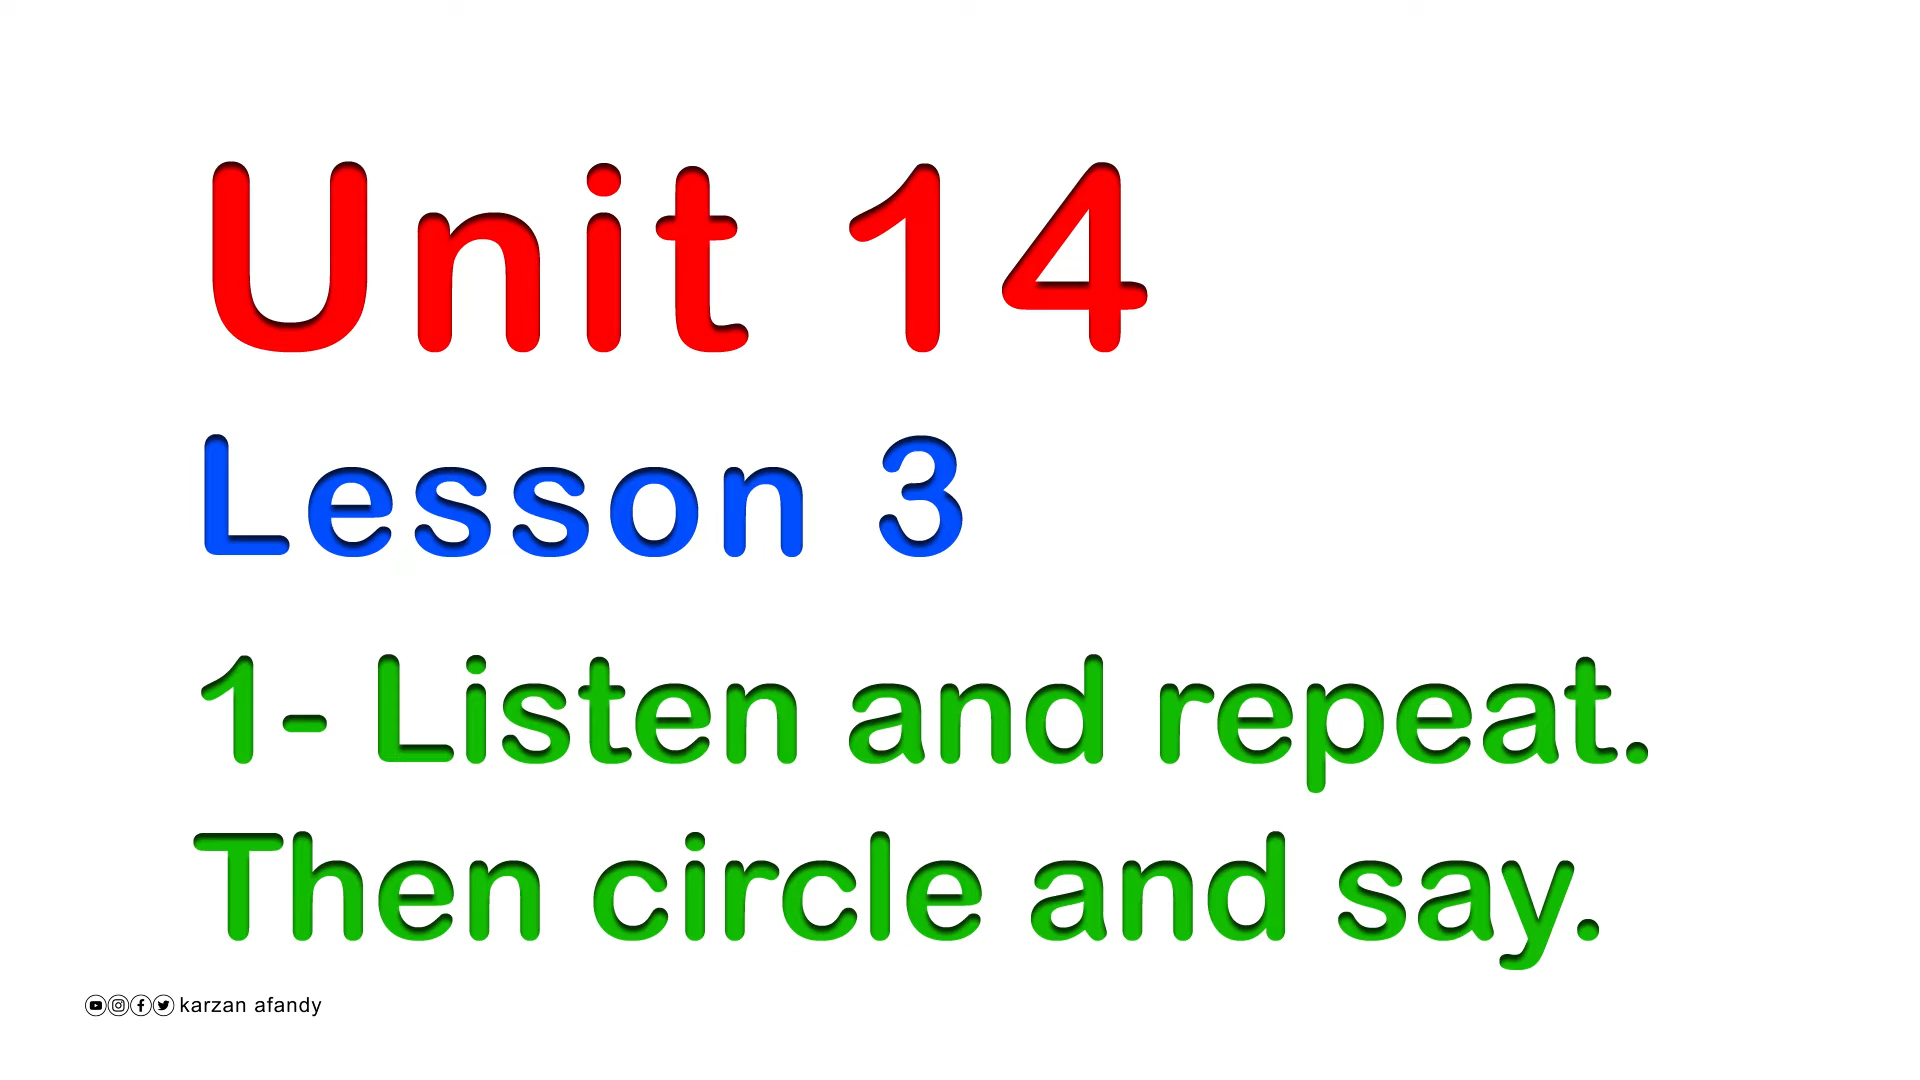 Unit 14
Lesson 3
1- Listen and repeat.
Then circle and say.
karzan afandy